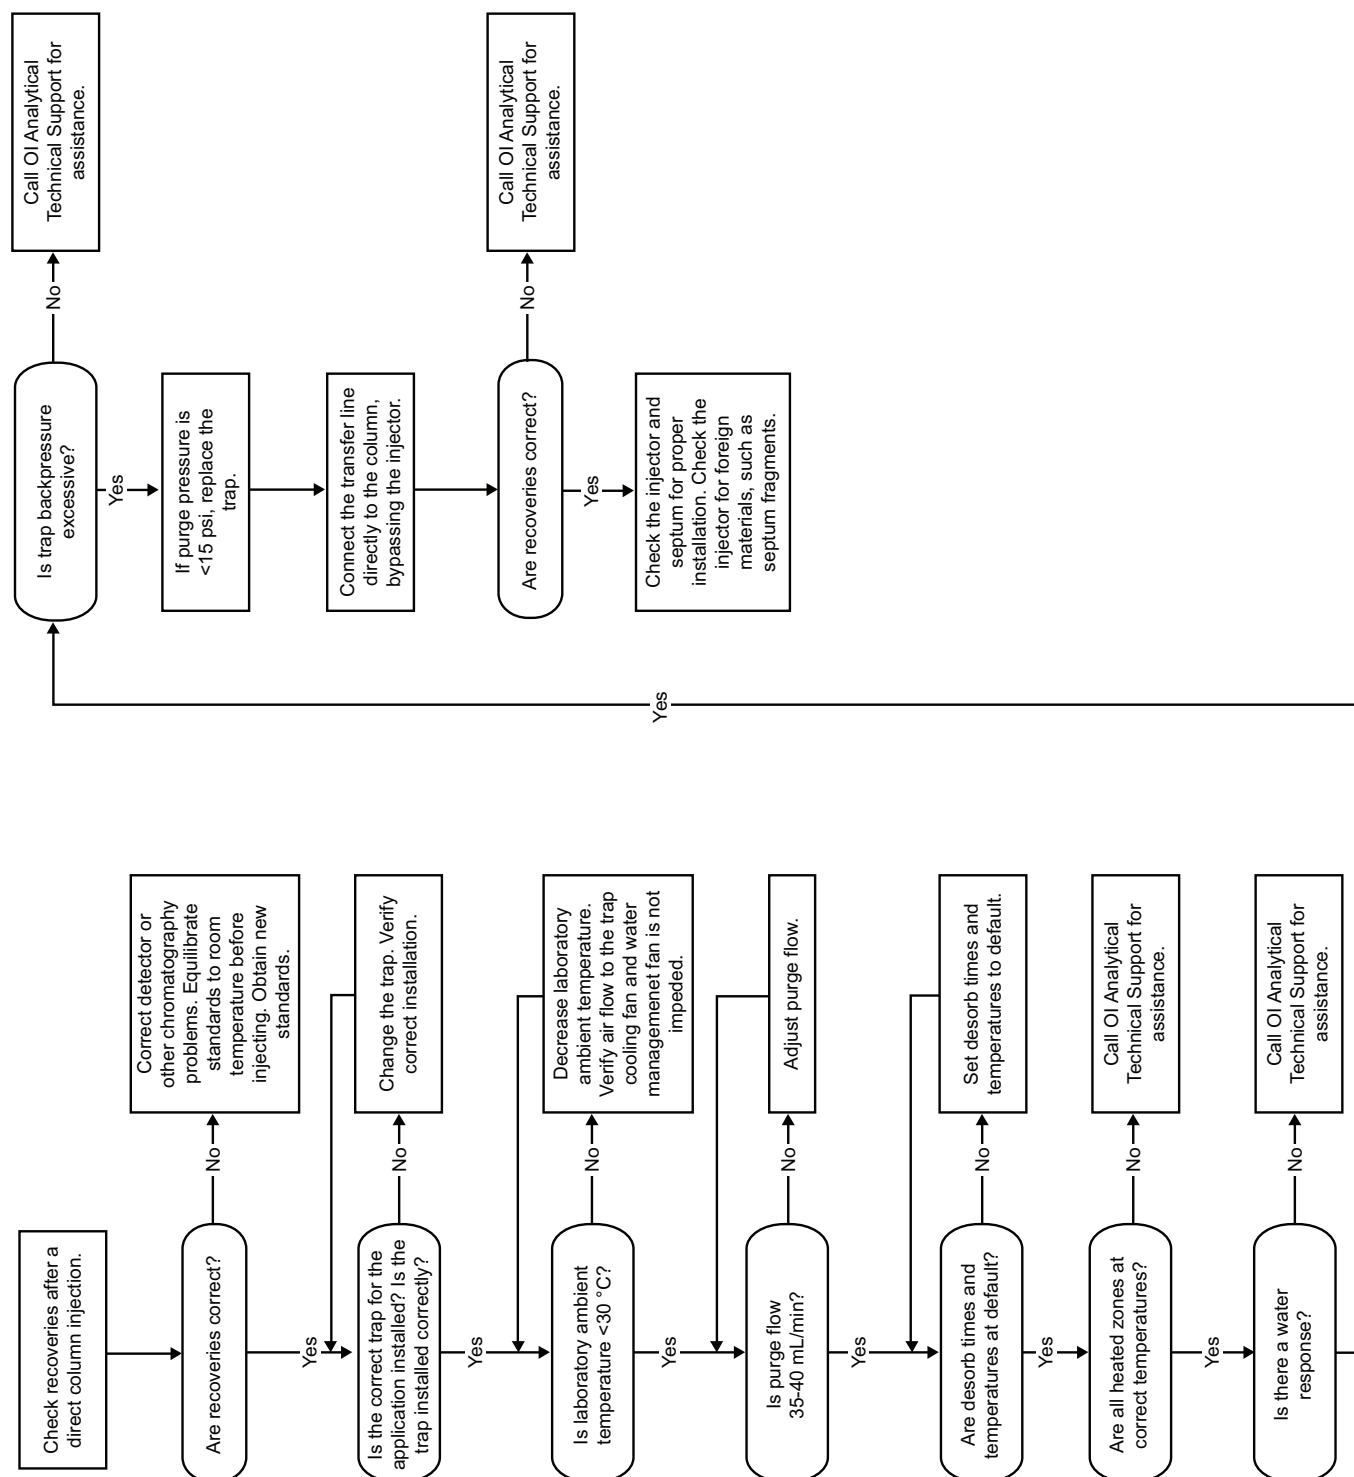 Check recoveries after a
direct column injection.
Are recoveries correct?
No
Correct detector or
other chromatography
problems. Equilibrate
standards to room
temperature before
injecting. Obtain new
standards.
Yes
Is the correct trap for the
application installed? Is the
trap installed correctly?
No
Change the trap. Verify
correct installation.
Yes
Is laboratory ambient
temperature <30 °C?
No
Decrease laboratory
ambient temperature.
Verify air flow to the trap
cooling fan and water
managemenet fan is not
impeded.
Yes
Is purge flow
35-40 mL/min?
No
Adjust purge flow.
Yes
Are desorb times and
temperatures at default?
No
Set desorb times and
temperatures to default.
Yes
Are all heated zones at
correct temperatures?
No
Call OI Analytical
Technical Support for
assistance.
Yes
Is there a water
response?
No
Call OI Analytical
Technical Support for
assistance.
Yes
Is trap backpressure
excessive?
No
Call OI Analytical
Technical Support for
assistance.
Yes
If purge pressure is
<15 psi, replace the
trap.
Connect the transfer line
directly to the column,
bypassing the injector.
Are recoveries correct?
No
Call OI Analytical
Technical Support for
assistance.
Yes
Check the injector and
septum for proper
installation. Check the
injector for foreign
materials, such as
septum fragments.